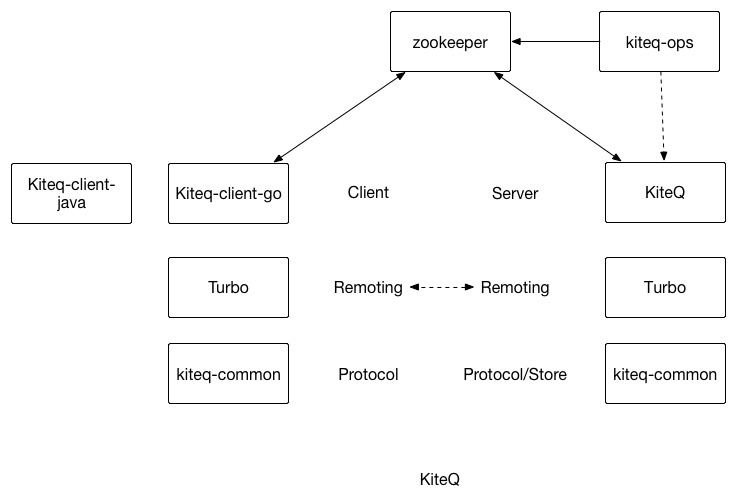 zookeeper
kiteq-ops
Kiteq-client-
java
Kiteq-client-go
Client
Server
KiteQ
Turbo
Remoting
Remoting
Turbo
kiteq-common
Protocol
Protocol/Store
kiteq-common
KiteQ